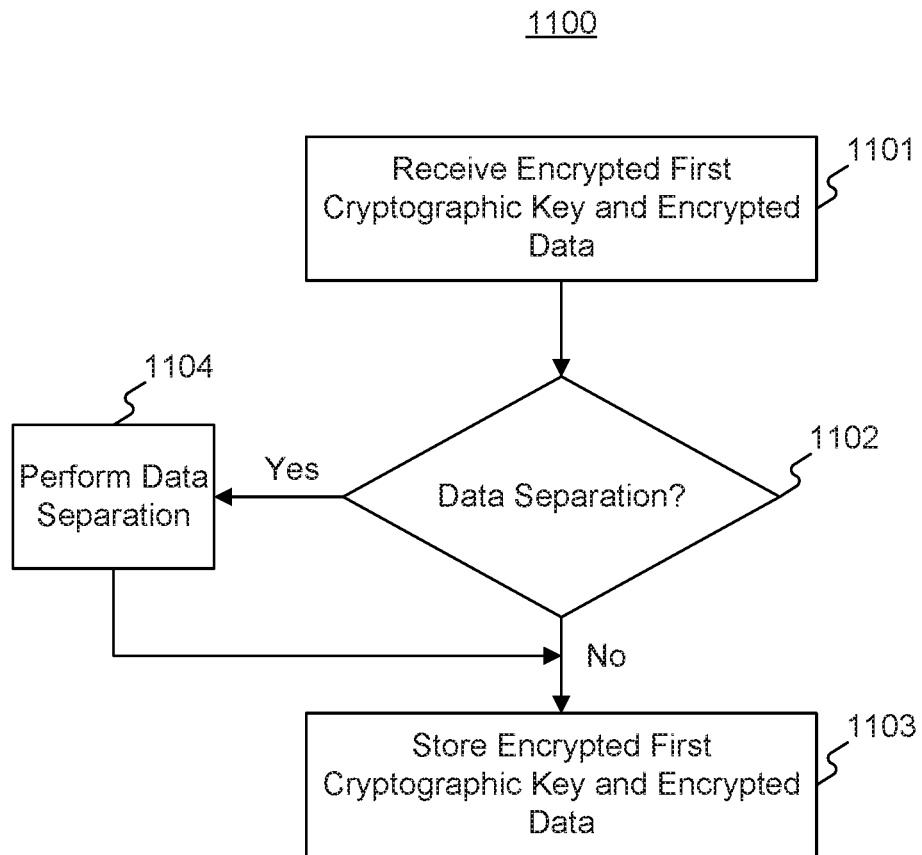 1100
1101
Receive Encrypted First
Cryptographic Key and Encrypted
Data
1104
1102
Perform Data
Separation
Yes
Data Separation?
No
1103
Store Encrypted First
Cryptographic Key and Encrypted
Data